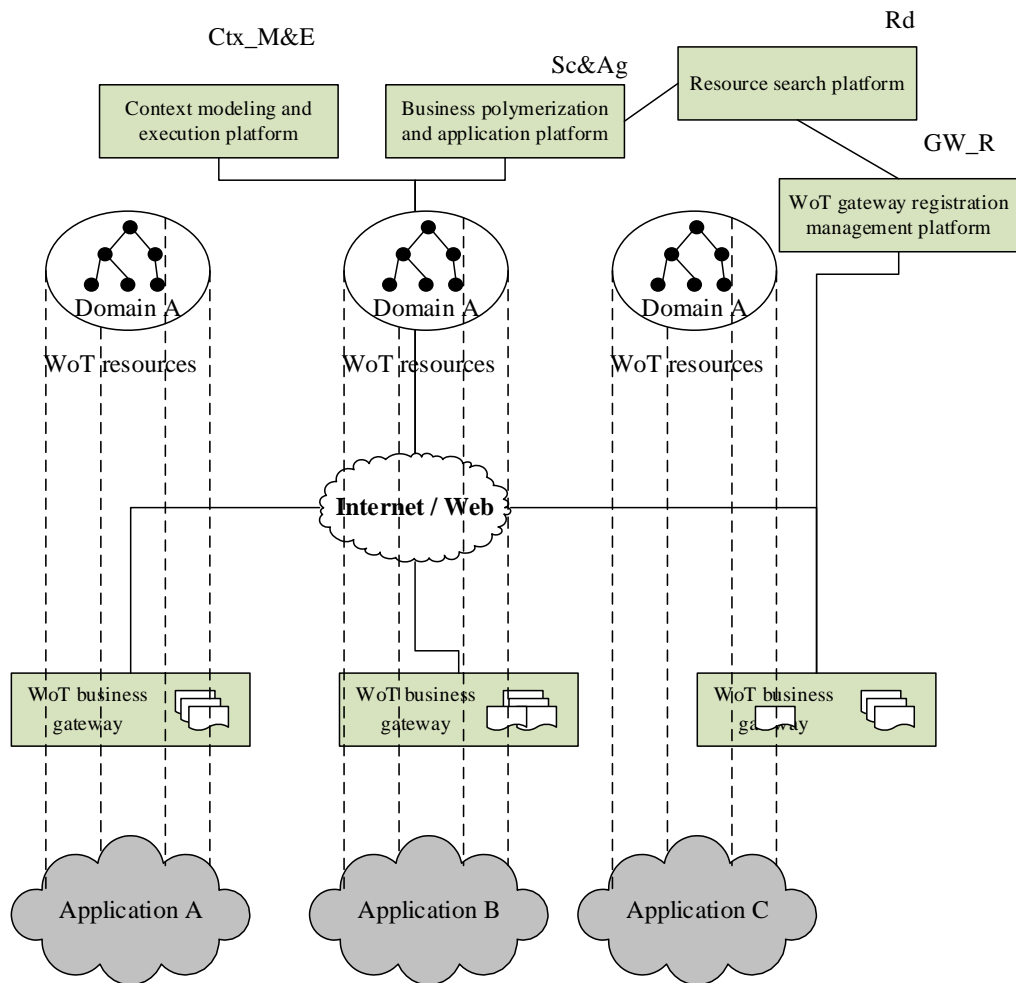 Rd
Ctx_M&E
Sc&Ag
Resource search platform
Context modeling and
execution platform
Business polymerization
and application platform
GW_R
WoT gateway registration
management platform
Domain A
Domain A
Domain A
WoT resources
WoT resources
WoT resources
Internet / Web
WoT business
gateway
WoT business
gateway
WoT business
gateway
Application A
Application B
Application C